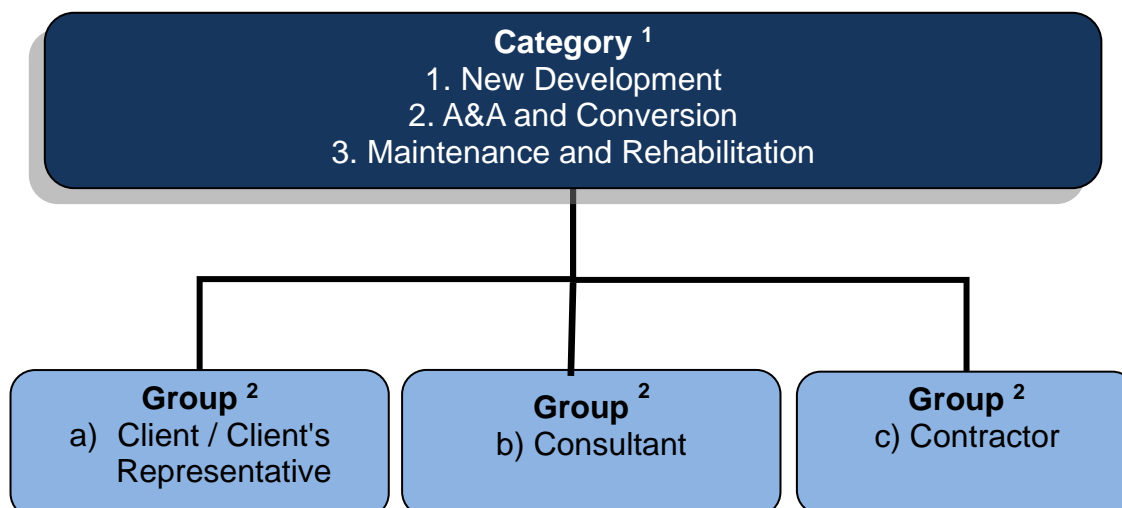 Category ¹
1. New Development
2. A&A and Conversion
3. Maintenance and Rehabilitation
Group ²
a) Client / Client's
Representative
Group ²
b) Consultant
Group ²
c) Contractor